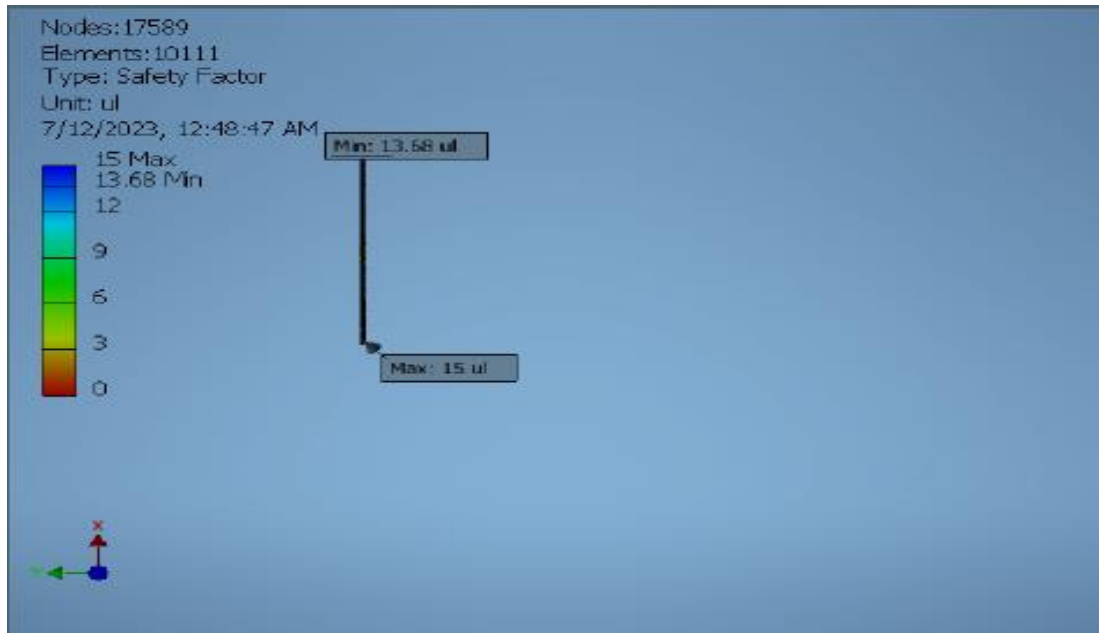 Nodes:17589
Elements:10111
Type: Safety Factor
Unit: ul
7/12/2023, 12:48:47 AM
Min: 13.68 ul
15 Max
13.68 Min
12
9
6
3
0
Max: 15 ul
X
Y